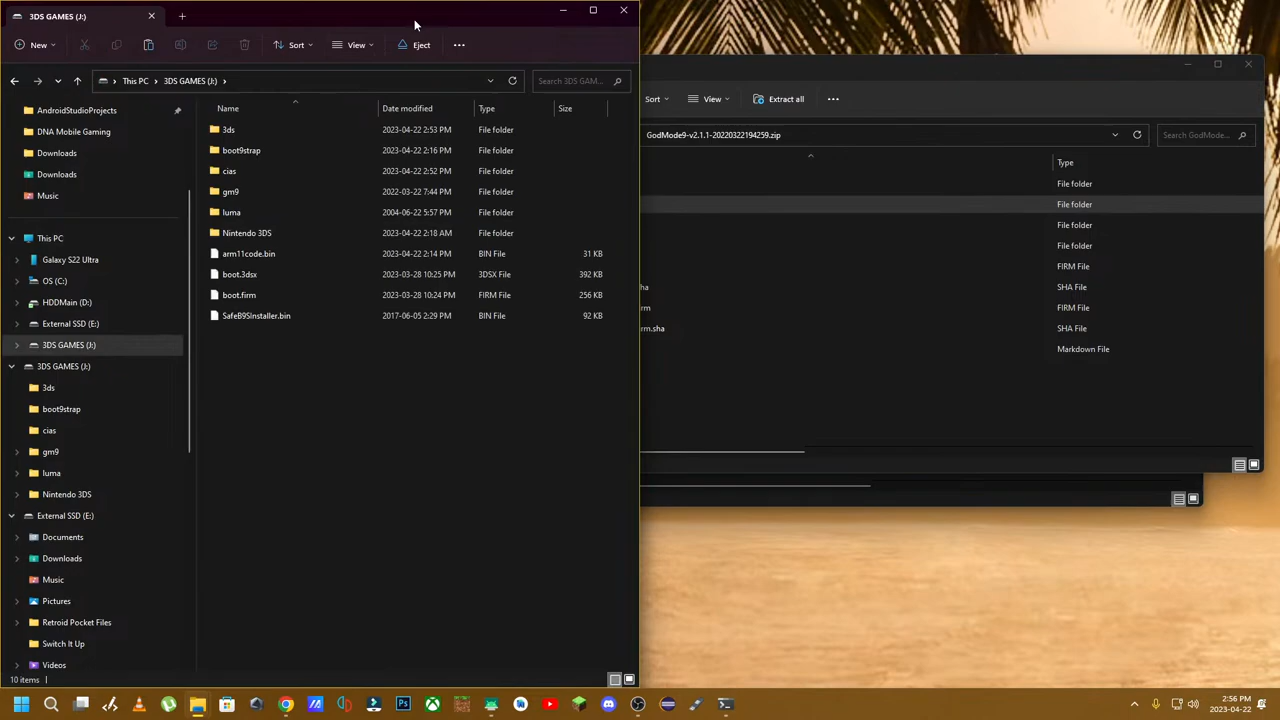 3DS GAMES (J:)
New
Sort
View
Eject
This PC
3DS GAMES (J:)
Search 3DS GAM...
AndroidStudioProjects
DNA Mobile Gaming
Downloads
Downloads
Music
This PC
Galaxy S22 Ultra
OS (C:)
HDDMain (D:)
External SSD (E:)
3DS GAMES (J:)
3DS GAMES (J:)
3ds
boot9strap
cias
gm9
luma
Nintendo 3DS
External SSD (E:)
Documents
Downloads
Music
Pictures
Retroid Pocket Files
Switch It Up
Videos
10 items
Name Date modified Type Size
3ds 2023-04-22 2:53 PM File folder
boot9strap 2023-04-22 2:16 PM File folder
cias 2023-04-22 2:52 PM File folder
gm9 2022-03-22 7:44 PM File folder
luma 2004-06-22 5:57 PM File folder
Nintendo 3DS 2023-04-22 2:18 AM File folder
arm11code.bin 2023-04-22 2:14 PM BIN File 31 KB
boot.3dsx 2023-03-28 10:25 PM 3DSX File 392 KB
boot.firm 2023-03-28 10:24 PM FIRM File 256 KB
SafeB9SInstaller.bin 2017-06-05 2:29 PM BIN File 92 KB
Sort View Extract all
GodMode9-v2.1.1-20220322194259.zip
Search GodMode...
Type
File folder
File folder
File folder
File folder
FIRM File
ha SHA File
rm FIRM File
rm.sha SHA File
Markdown File
2:56 PM
2023-04-22